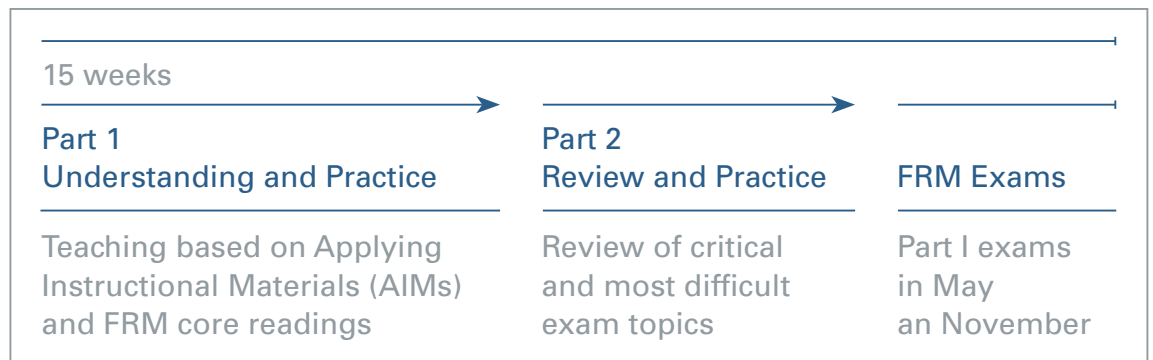 15 weeks
Part 1
Understanding and Practice
Teaching based on Applying
Instructional Materials (AIMs)
and FRM core readings
Part 2
Review and Practice
Review of critical
and most difficult
exam topics
FRM Exams
Part I exams
in May
an November